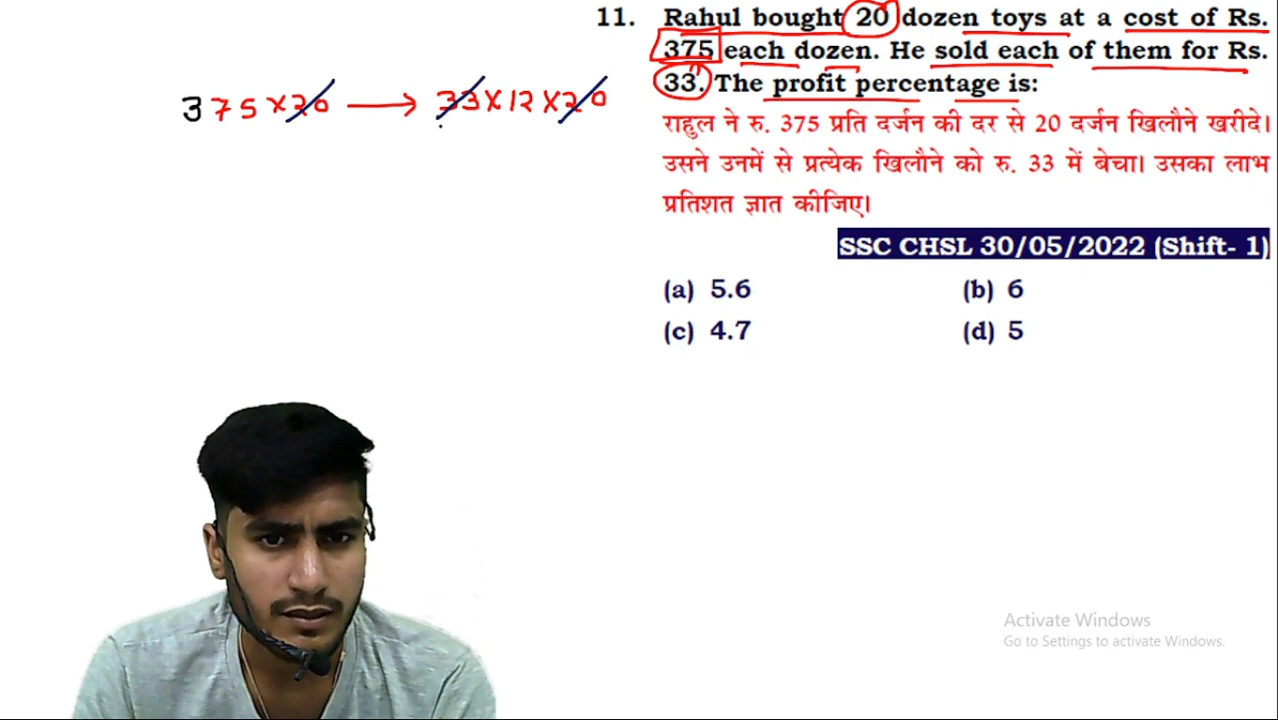 11. Rahul bought 20 dozen toys at a cost of Rs.
375 each dozen. He sold each of them for Rs.
33. The profit percentage is:
375×20 → 33×12×20
राहुल ने रु. 375 प्रति दर्जन की दर से 20 दर्जन खिलौने खरीदे।
उसने उनमें से प्रत्येक खिलौने को रु. 33 में बेचा। उसका लाभ
प्रतिशत ज्ञात कीजिए।
SSC CHSL 30/05/2022 (Shift- 1)
(a) 5.6 (b) 6
(c) 4.7 (d) 5
Activate Windows
Go to Settings to activate Windows.